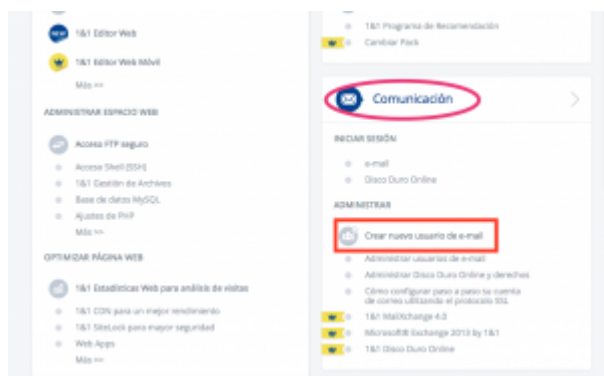 1&1 Editor Web
1&1 Editor Web Móvil
Más >>
ADMINISTRAR ESPACIO WEB
Acceso FTP seguro
Acceso Shell (SSH)
1&1 Gestión de Archivos
Base de datos MySQL
Ajustes de PHP
Más >>
OPTIMIZAR PÁGINA WEB
1&1 Estadísticas Web para análisis de visitas
1&1 CDN para un mejor rendimiento
1&1 SiteLock para mayor seguridad
Web Apps
Más >>
1&1 Programa de Recomendación
Cambiar Pack
Comunicación
INICIAR SESIÓN
e-mail
Disco Duro Online
ADMINISTRAR
Crear nuevo usuario de e-mail
Administrar usuarios de e-mail
Administrar Disco Duro Online y derechos
Cómo configurar paso a paso su cuenta
de correo utilizando el protocolo SSL
1&1 MailXchange 4.0
Microsoft® Exchange 2013 by 1&1
1&1 Disco Duro Online